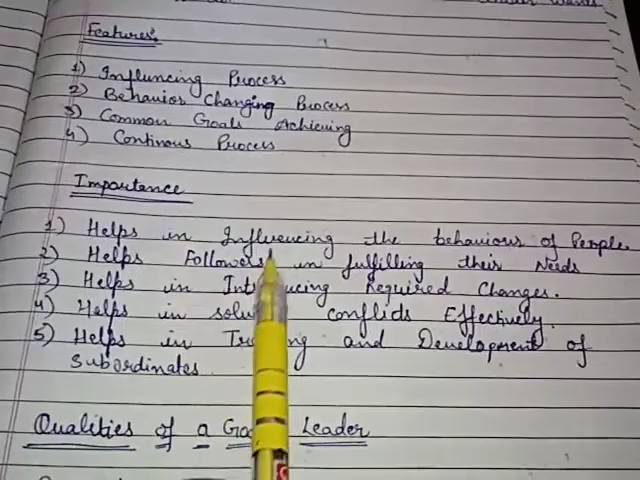 Features:
1) Influncing Process
2) Behavior Changing Process
3) Common Goals Achieving
4) Continous Process
Importance
1) Helps in Influencing the behaviour of People.
2) Helps Followers in fulfilling their Needs
3) Helps in Required Changes.
4) Helps in conflicts Effectively.
5) Helps in and Development of
Subordinates.
Qualities of a Leader